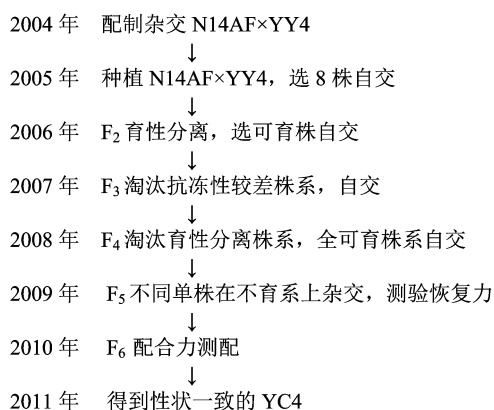 2004 年 配制杂交 N14AF×YY4
↓
2005 年 种植 N14AF×YY4，选 8 株自交
↓
2006 年 F₂ 育性分离，选可育株自交
↓
2007 年 F₃ 淘汰抗冻性较差株系，自交
↓
2008 年 F₄ 淘汰育性分离株系，全可育株系自交
↓
2009 年 F₅ 不同单株在不育系上杂交，测验恢复力
↓
2010 年 F₆ 配合力测配
↓
2011 年 得到性状一致的 YC4